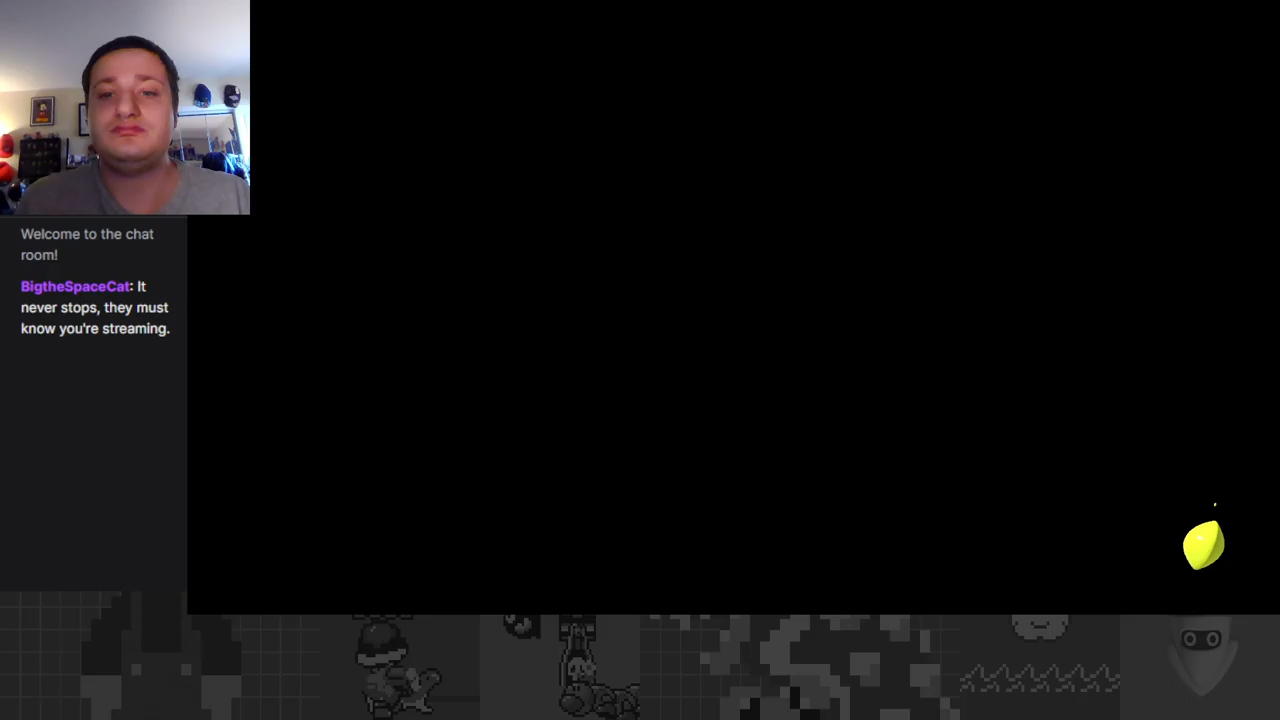 Welcome to the chat
room!
BigtheSpaceCat: It
never stops, they must
know you're streaming.